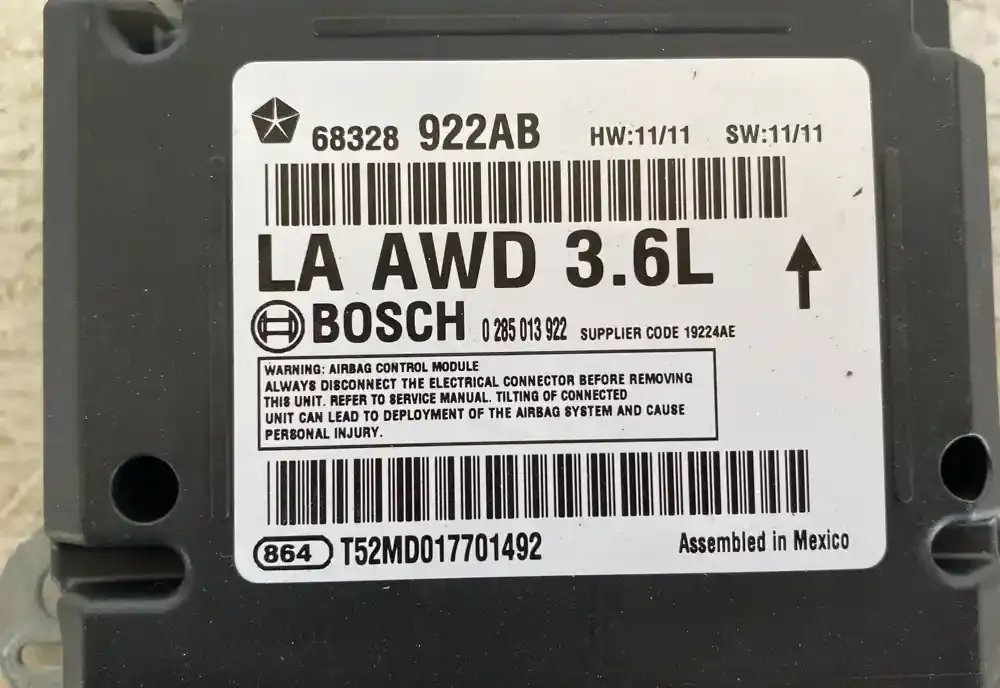 68328 922AB HW:11/11 SW:11/11
LA AWD 3.6L
BOSCH 0 285 013 922 SUPPLIER CODE 19224AE
WARNING: AIRBAG CONTROL MODULE
ALWAYS DISCONNECT THE ELECTRICAL CONNECTOR BEFORE REMOVING
THIS UNIT. REFER TO SERVICE MANUAL. TILTING OF CONNECTED
UNIT CAN LEAD TO DEPLOYMENT OF THE AIRBAG SYSTEM AND CAUSE
PERSONAL INJURY.
864 T52MD017701492 Assembled in Mexico